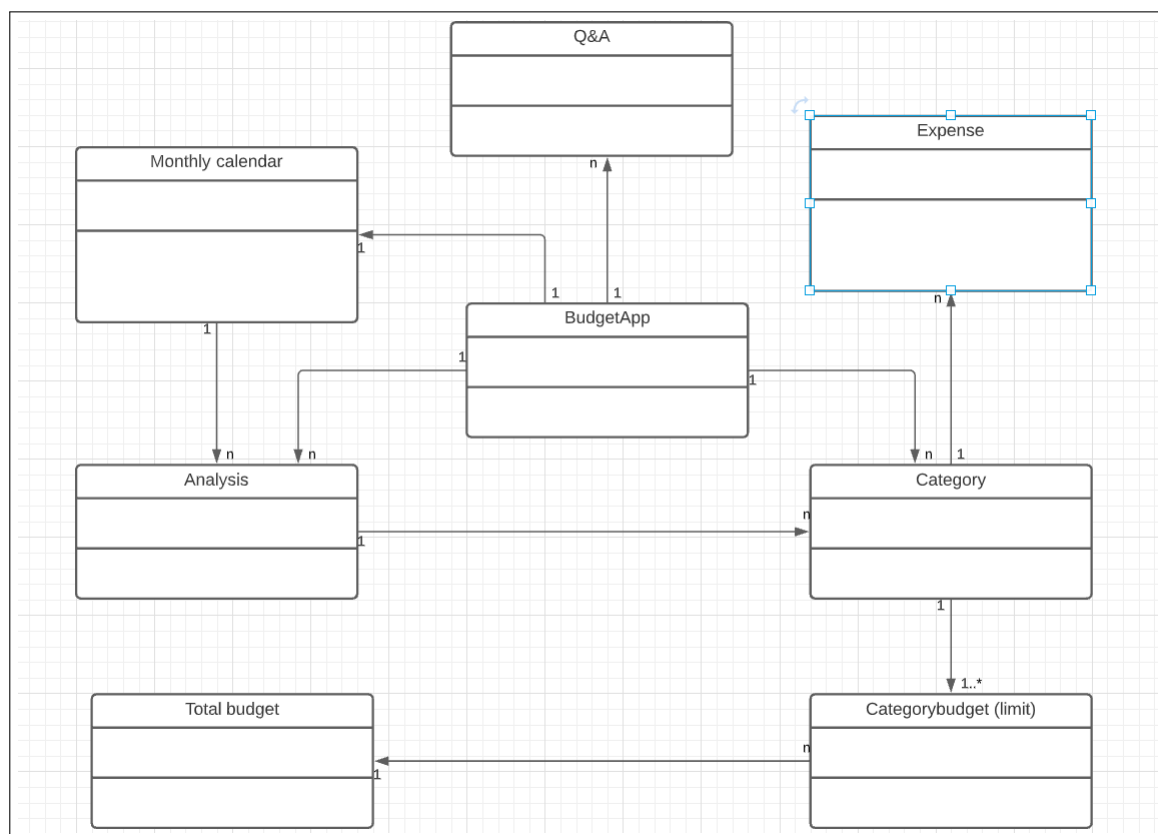 Q&A
n
Expense
Monthly calendar
1
1
1
n
BudgetApp
1
1
1
n
n
n
1
Analysis
Category
n
1
1
1..*
Total budget
Categorybudget (limit)
n
1